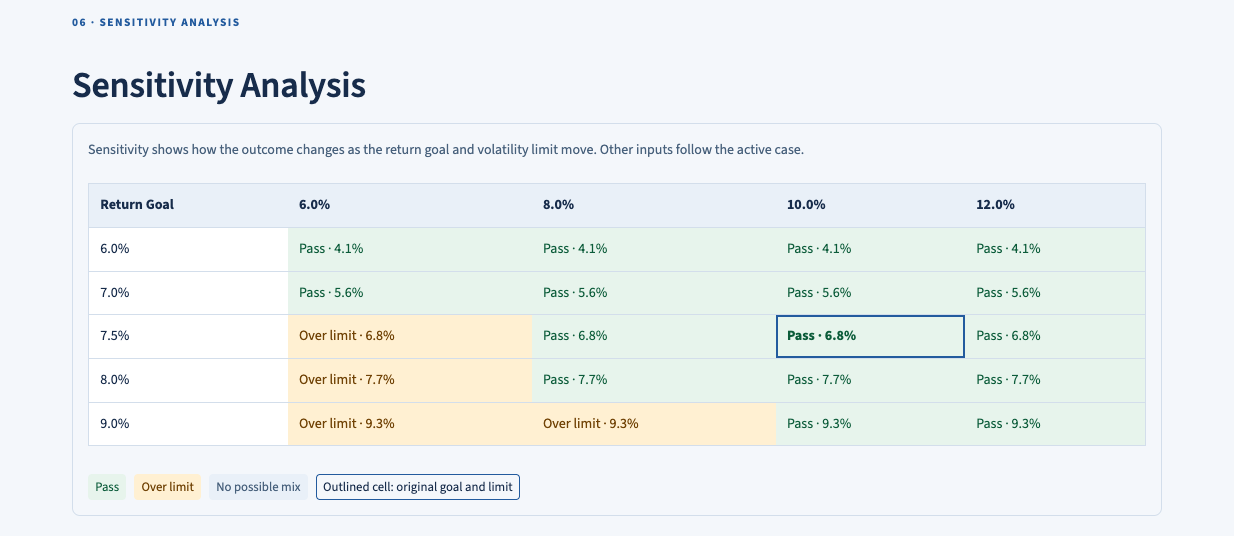 06 · SENSITIVITY ANALYSIS
Sensitivity Analysis
Sensitivity shows how the outcome changes as the return goal and volatility limit move. Other inputs follow the active case.
Return Goal 6.0% 8.0% 10.0% 12.0%
6.0% Pass · 4.1% Pass · 4.1% Pass · 4.1% Pass · 4.1%
7.0% Pass · 5.6% Pass · 5.6% Pass · 5.6% Pass · 5.6%
7.5% Over limit · 6.8% Pass · 6.8% Pass · 6.8% Pass · 6.8%
8.0% Over limit · 7.7% Pass · 7.7% Pass · 7.7% Pass · 7.7%
9.0% Over limit · 9.3% Over limit · 9.3% Pass · 9.3% Pass · 9.3%
Pass Over limit No possible mix Outlined cell: original goal and limit